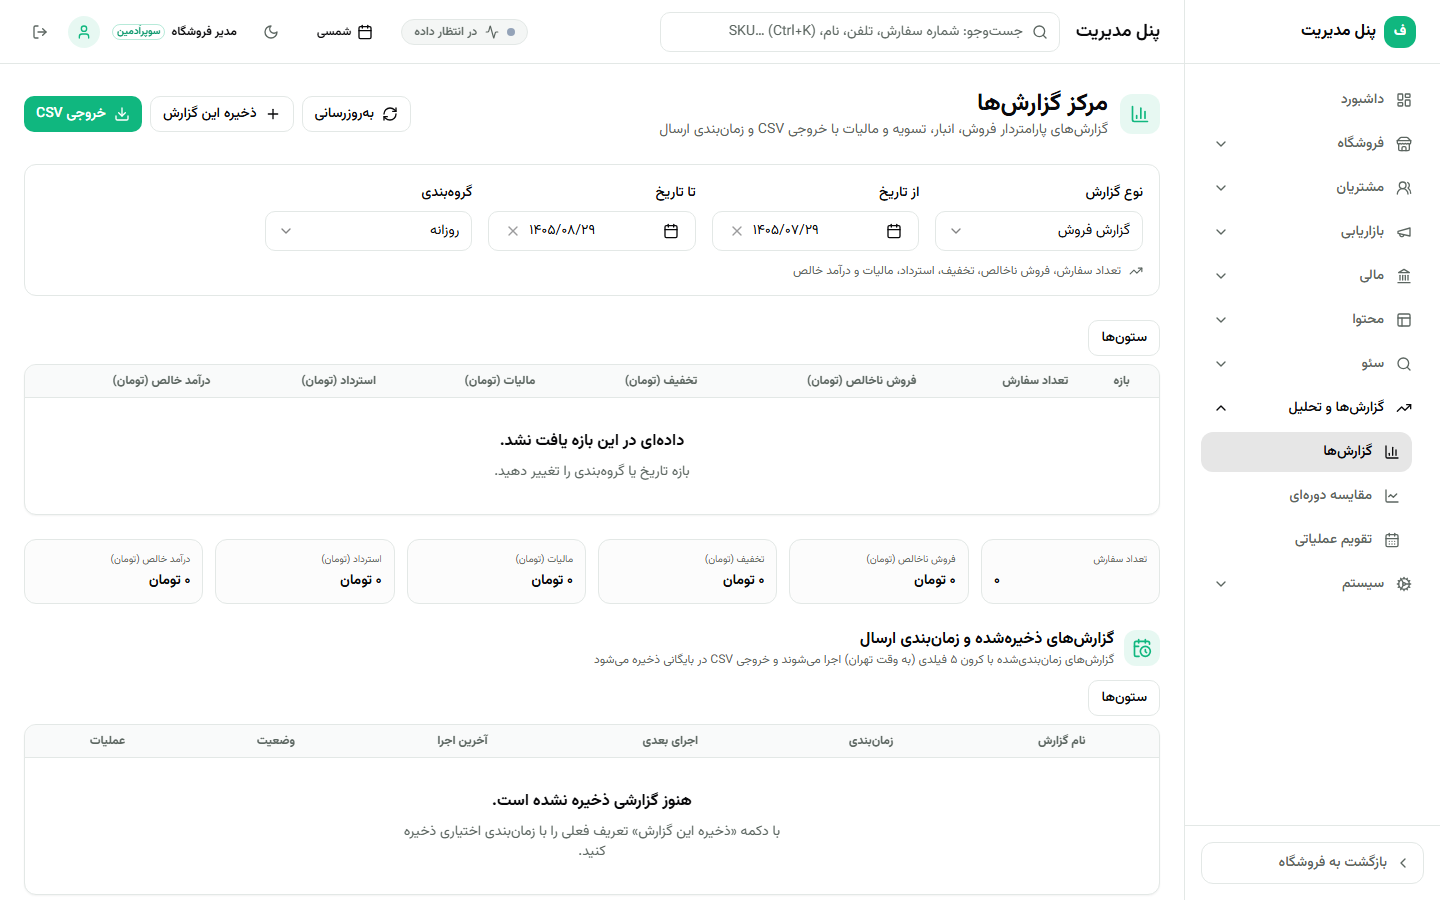 ف
پنل مدیریت
پنل مدیریت
جست‌وجو: شماره سفارش، تلفن، نام، SKU... (Ctrl+K)
در انتظار داده
شمسی
مدیر فروشگاه
سوپرادمین
داشبورد
فروشگاه
مشتریان
بازاریابی
مالی
محتوا
سئو
گزارش‌ها و تحلیل
گزارش‌ها
مقایسه دوره‌ای
تقویم عملیاتی
سیستم
بازگشت به فروشگاه
مرکز گزارش‌ها
گزارش‌های پارامتردار فروش، انبار، تسویه و مالیات با خروجی CSV و زمان‌بندی ارسال
به‌روزرسانی
ذخیره این گزارش
خروجی CSV
نوع گزارش
گزارش فروش
از تاریخ
۱۴۰۵/۰۷/۲۹
تا تاریخ
۱۴۰۵/۰۸/۲۹
گروه‌بندی
روزانه
تعداد سفارش، فروش ناخالص، تخفیف، استرداد، مالیات و درآمد خالص
ستون‌ها
بازه تعداد سفارش فروش ناخالص (تومان) تخفیف (تومان) مالیات (تومان) استرداد (تومان) درآمد خالص (تومان)
داده‌ای در این بازه یافت نشد.
بازه تاریخ یا گروه‌بندی را تغییر دهید.
تعداد سفارش
۰
فروش ناخالص (تومان)
۰ تومان
تخفیف (تومان)
۰ تومان
مالیات (تومان)
۰ تومان
استرداد (تومان)
۰ تومان
درآمد خالص (تومان)
۰ تومان
گزارش‌های ذخیره‌شده و زمان‌بندی ارسال
گزارش‌های زمان‌بندی‌شده با کرون ۵ فیلدی (به وقت تهران) اجرا می‌شوند و خروجی CSV در بایگانی ذخیره می‌شود
ستون‌ها
نام گزارش زمان‌بندی اجرای بعدی آخرین اجرا وضعیت عملیات
هنوز گزارشی ذخیره نشده است.
با دکمه «ذخیره این گزارش» تعریف فعلی را با زمان‌بندی اختیاری ذخیره
کنید.